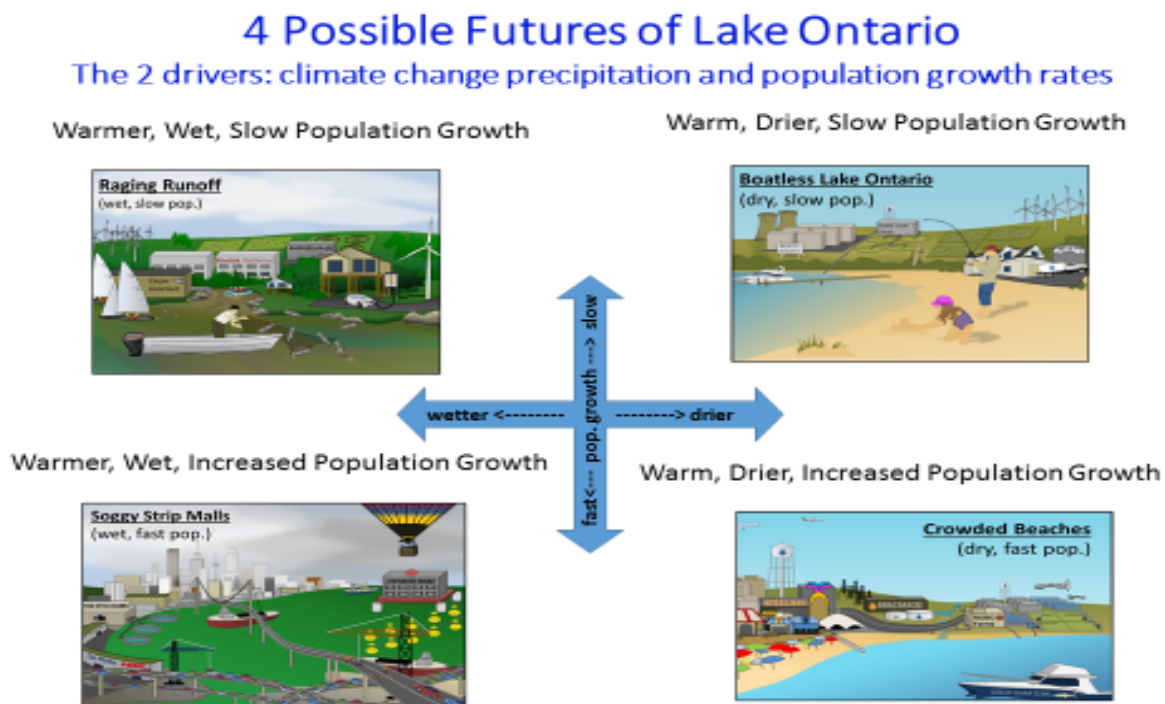 4 Possible Futures of Lake Ontario
The 2 drivers: climate change precipitation and population growth rates
Warmer, Wet, Slow Population Growth
Warm, Drier, Slow Population Growth
Raging Runoff
(wet, slow pop.)
Boatless Lake Ontario
(dry, slow pop.)
wetter <--------
--------> drier
fast<--- pop. growth ---> slow
Warmer, Wet, Increased Population Growth
Warm, Drier, Increased Population Growth
Soggy Strip Malls
(wet, fast pop.)
Crowded Beaches
(dry, fast pop.)